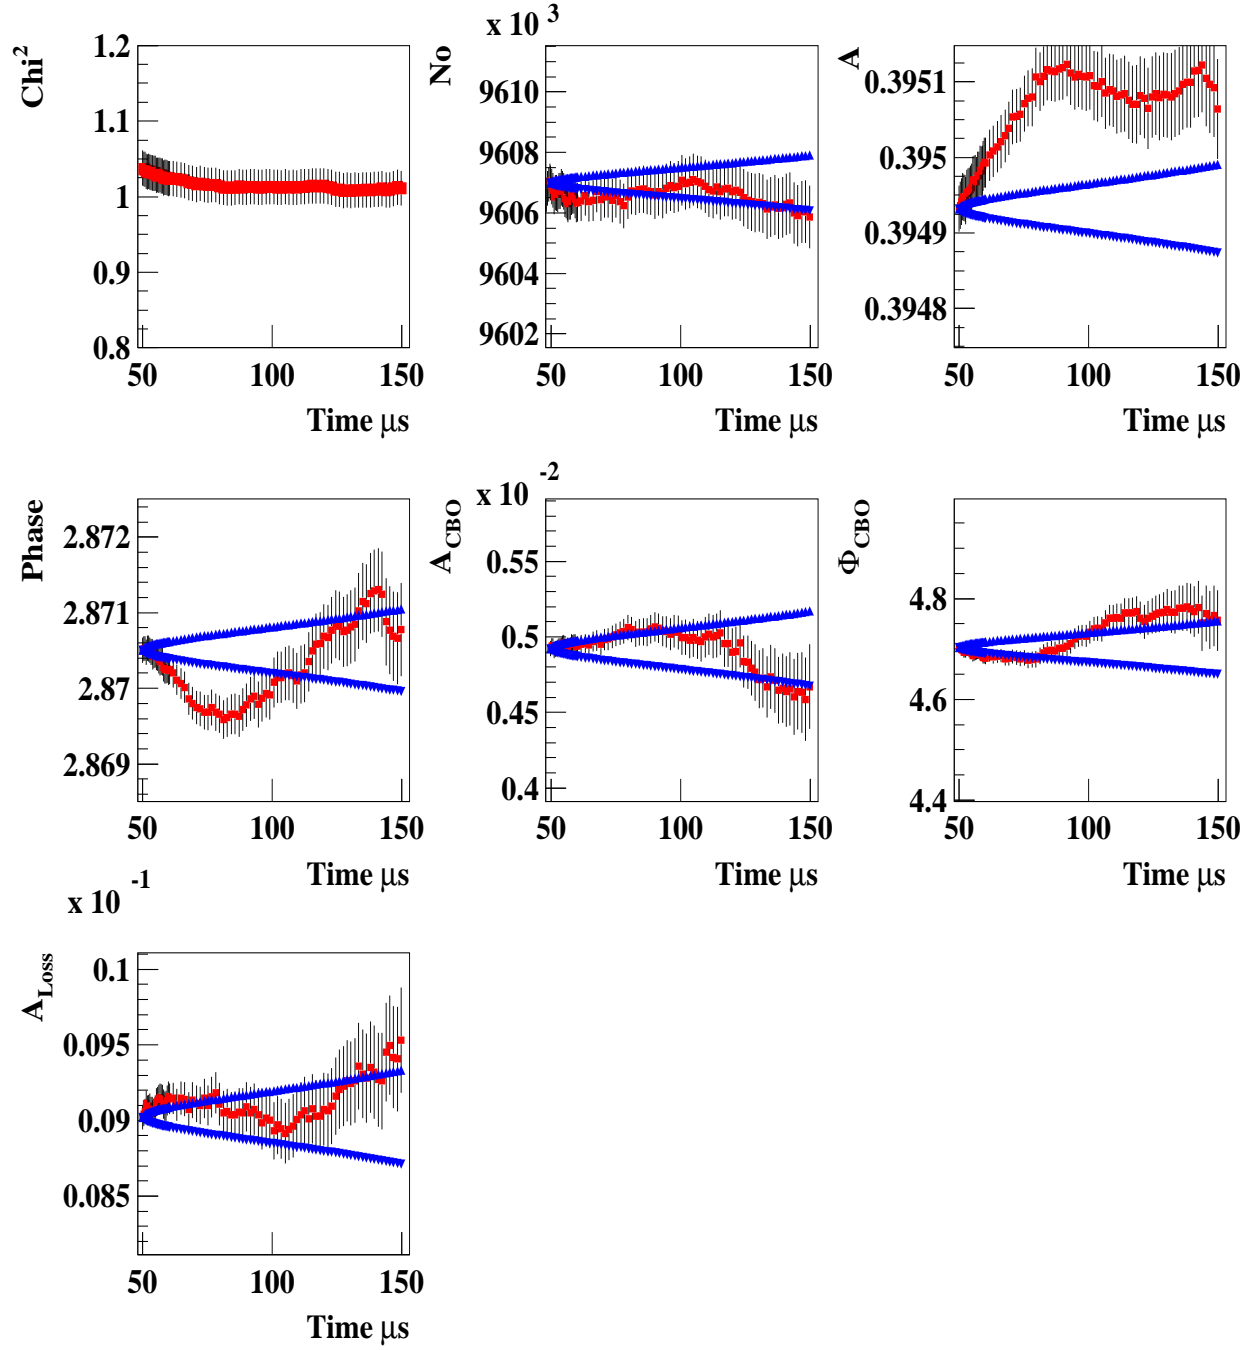 Chi²
1.2
1.1
1
0.9
0.8
50
100
150
Time μs
x 10 ³
No
9610
9608
9606
9604
9602
50
100
150
Time μs
A
0.3951
0.395
0.3949
0.3948
50
100
150
Time μs
Phase
2.872
2.871
2.87
2.869
50
100
150
Time μs
x 10 -2
A CBO
0.55
0.5
0.45
0.4
50
100
150
Time μs
Φ CBO
4.8
4.6
4.4
50
100
150
Time μs
x 10 -1
A Loss
0.1
0.095
0.09
0.085
50
100
150
Time μs